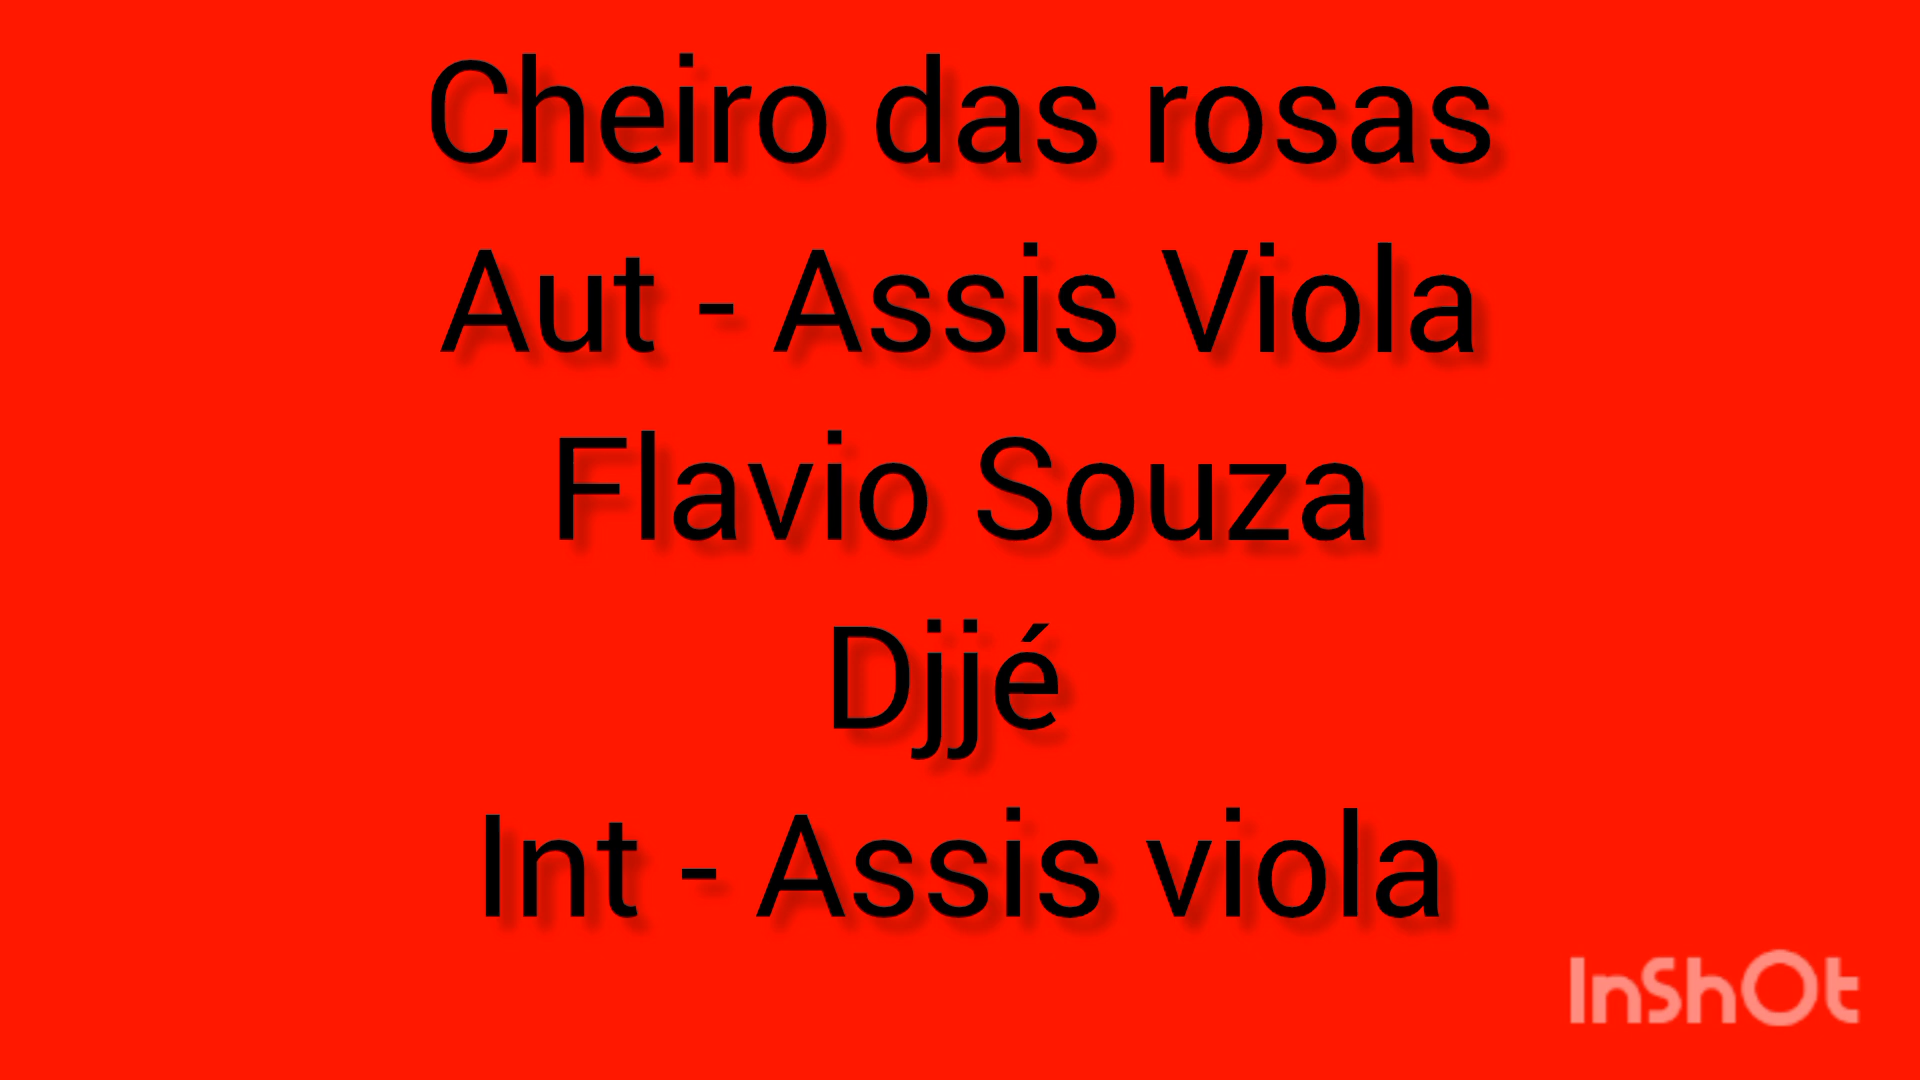 Cheiro das rosas
Aut - Assis Viola
Flavio Souza
Djjé
Int - Assis viola
InShOt